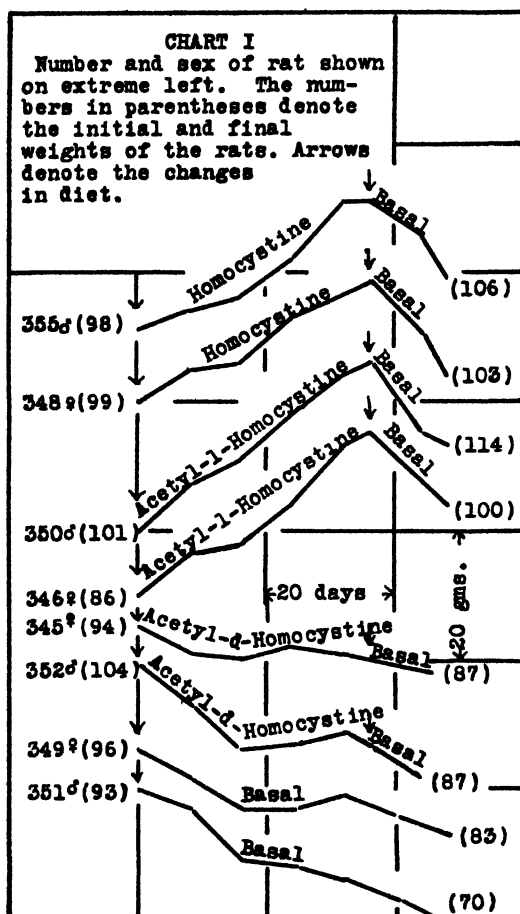 CHART I
Number and sex of rat shown
on extreme left. The num-
bers in parentheses denote
the initial and final
weights of the rats. Arrows
denote the changes
in diet.
Homocystine
Basal
(106)
355♂(98)
Homocystine
Basal
(103)
348♀(99)
Acetyl-l-Homocystine
Basal
(114)
350♂(101)
Acetyl-l-Homocystine
Basal
(100)
346♀(86)
20 days
20 gms.
345♀(94)
Acetyl-d-Homocystine
Basal
(87)
352♂(104)
Acetyl-d-Homocystine
Basal
(87)
349♀(96)
Basal
(83)
351♂(93)
Basal
(70)